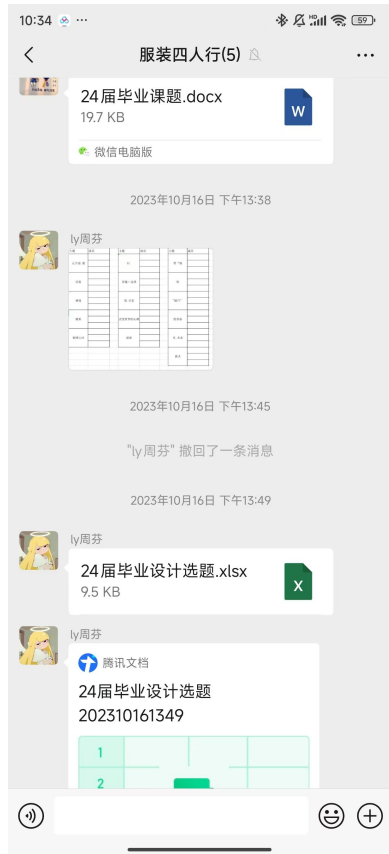 10:34
HD
59
服装四人行(5)
24届毕业课题.docx
19.7 KB
W
微信电脑版
2023年10月16日 下午13:38
ly周芬
2023年10月16日 下午13:45
"ly周芬" 撤回了一条消息
2023年10月16日 下午13:49
ly周芬
24届毕业设计选题.xlsx
9.5 KB
X
ly周芬
腾讯文档
24届毕业设计选题
202310161349
1
2